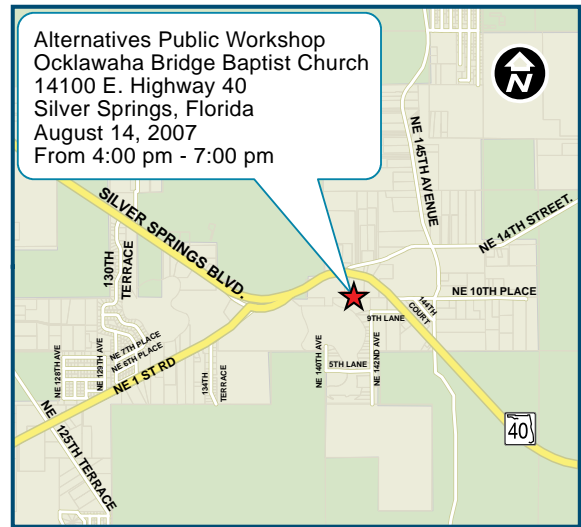 Alternatives Public Workshop
Ocklawaha Bridge Baptist Church
14100 E. Highway 40
Silver Springs, Florida
August 14, 2007
From 4:00 pm - 7:00 pm
N
NE 145TH AVENUE
SILVER SPRINGS BLVD.
NE 14TH STREET.
130TH
TERRACE
NE 10TH PLACE
144TH
COURT
9TH LANE
NE 7TH PLACE
NE 6TH PLACE
NE 128TH AVE
NE 129TH AVE
NE 1 ST RD
134TH
TERRACE
NE 140TH AVE
5TH LANE
NE 142ND AVE
NE 125TH TERRACE
40